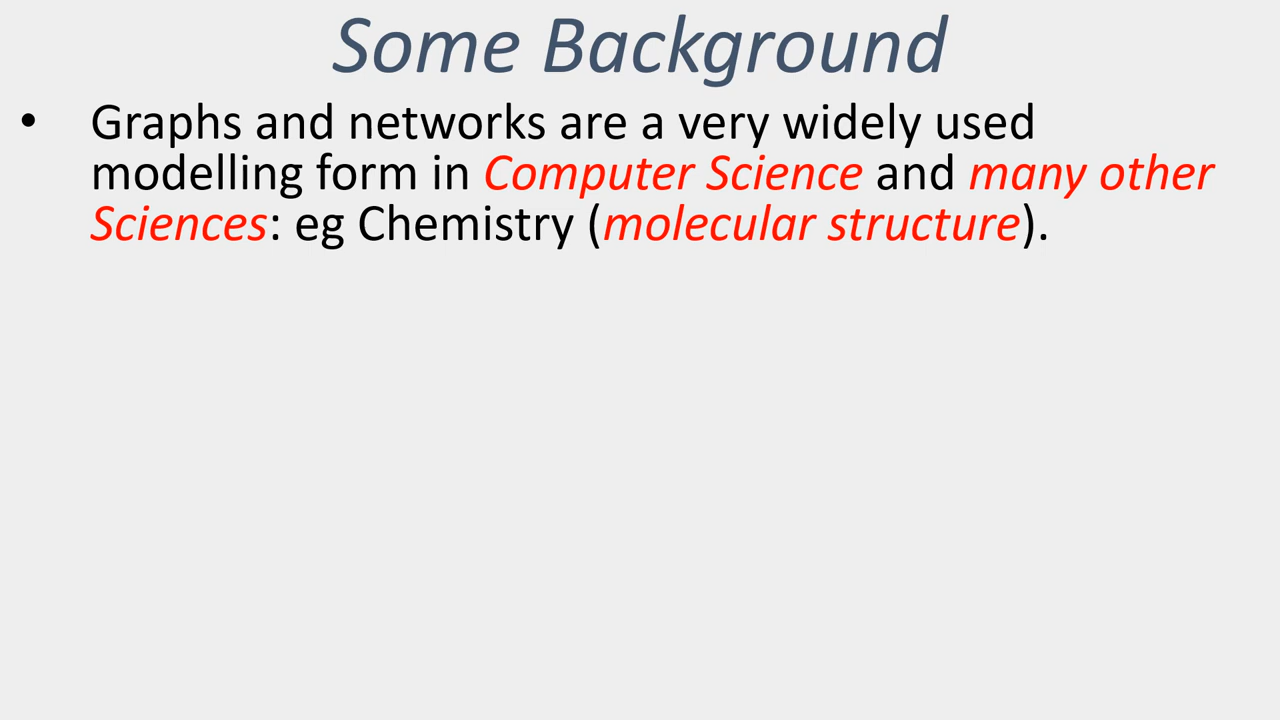 Some Background
• Graphs and networks are a very widely used
modelling form in Computer Science and many other
Sciences: eg Chemistry (molecular structure).